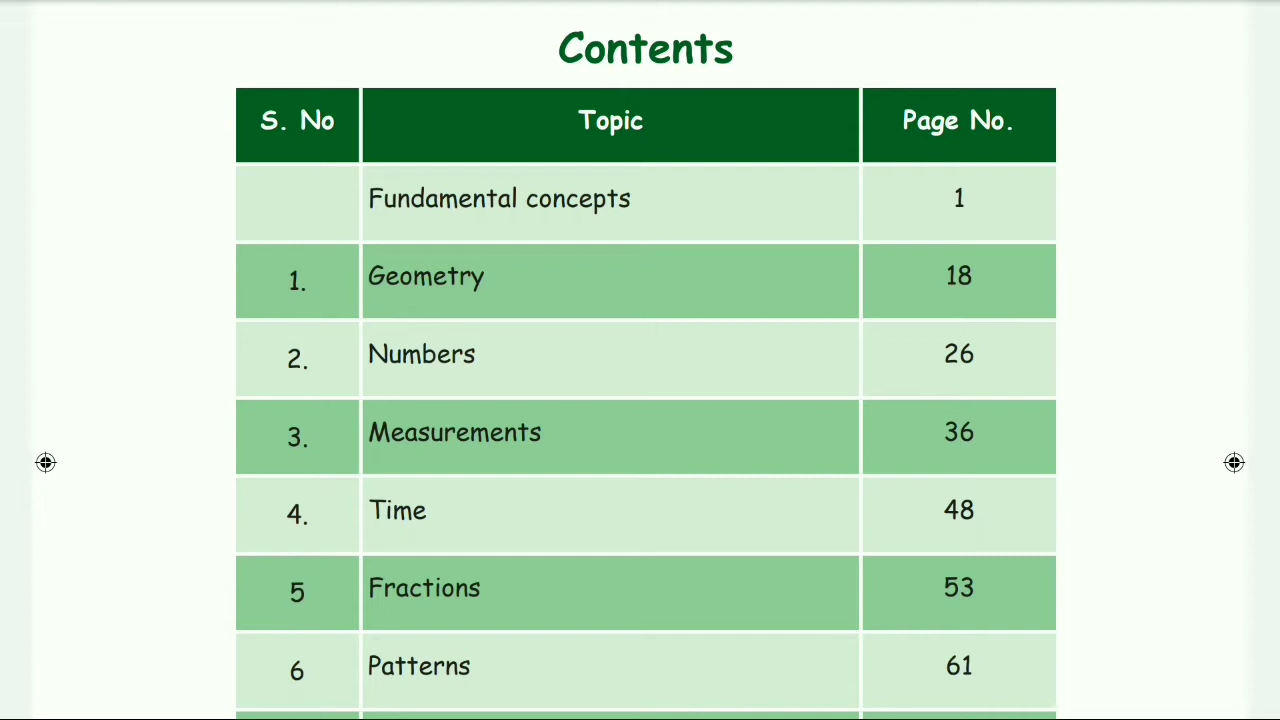 Contents
S. No Topic Page No.
Fundamental concepts 1
1. Geometry 18
2. Numbers 26
3. Measurements 36
4. Time 48
5 Fractions 53
6 Patterns 61